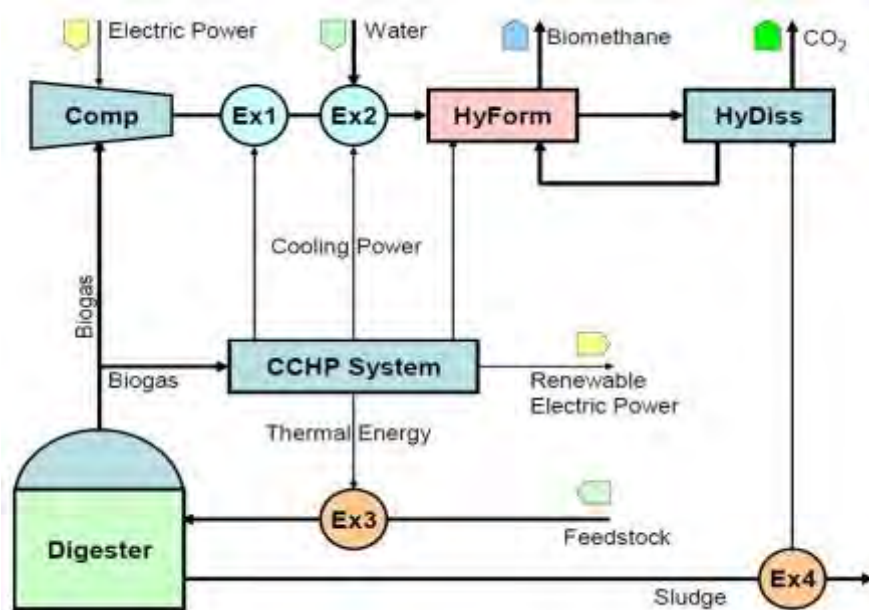 Electric Power
Water
Biomethane
CO₂
Comp
Ex1
Ex2
HyForm
HyDiss
Cooling Power
Biogas
Biogas
CCHP System
Renewable
Electric Power
Thermal Energy
Ex3
Feedstock
Digester
Sludge
Ex4